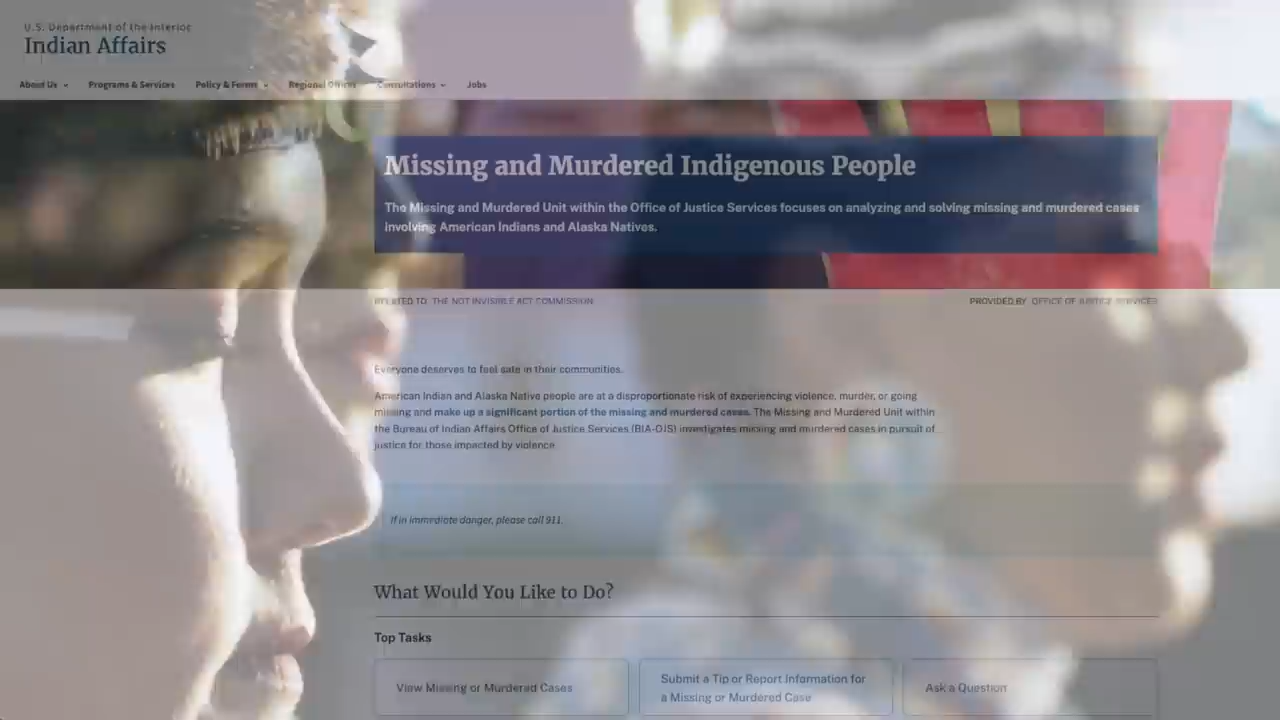 U.S. Department of the Interior
Indian Affairs
About Us Programs & Services Policy & Forms Regional Offices Consultations Jobs
Missing and Murdered Indigenous People
The Missing and Murdered Unit within the Office of Justice Services focuses on analyzing and solving missing and murdered cases
involving American Indians and Alaska Natives.
RELATED TO THE NOT INVISIBLE ACT COMMISSION PROVIDED BY OFFICE OF JUSTICE SERVICES
Everyone deserves to feel safe in their communities.
American Indian and Alaska Native people are at a disproportionate risk of experiencing violence, murder, or going
missing and make up a significant portion of the missing and murdered cases. The Missing and Murdered Unit within
the Bureau of Indian Affairs Office of Justice Services (BIA-OJS) investigates missing and murdered cases in pursuit of
justice for those impacted by violence.
If in immediate danger, please call 911.
What Would You Like to Do?
Top Tasks
View Missing or Murdered Cases
Submit a Tip or Report Information for
a Missing or Murdered Case
Ask a Question